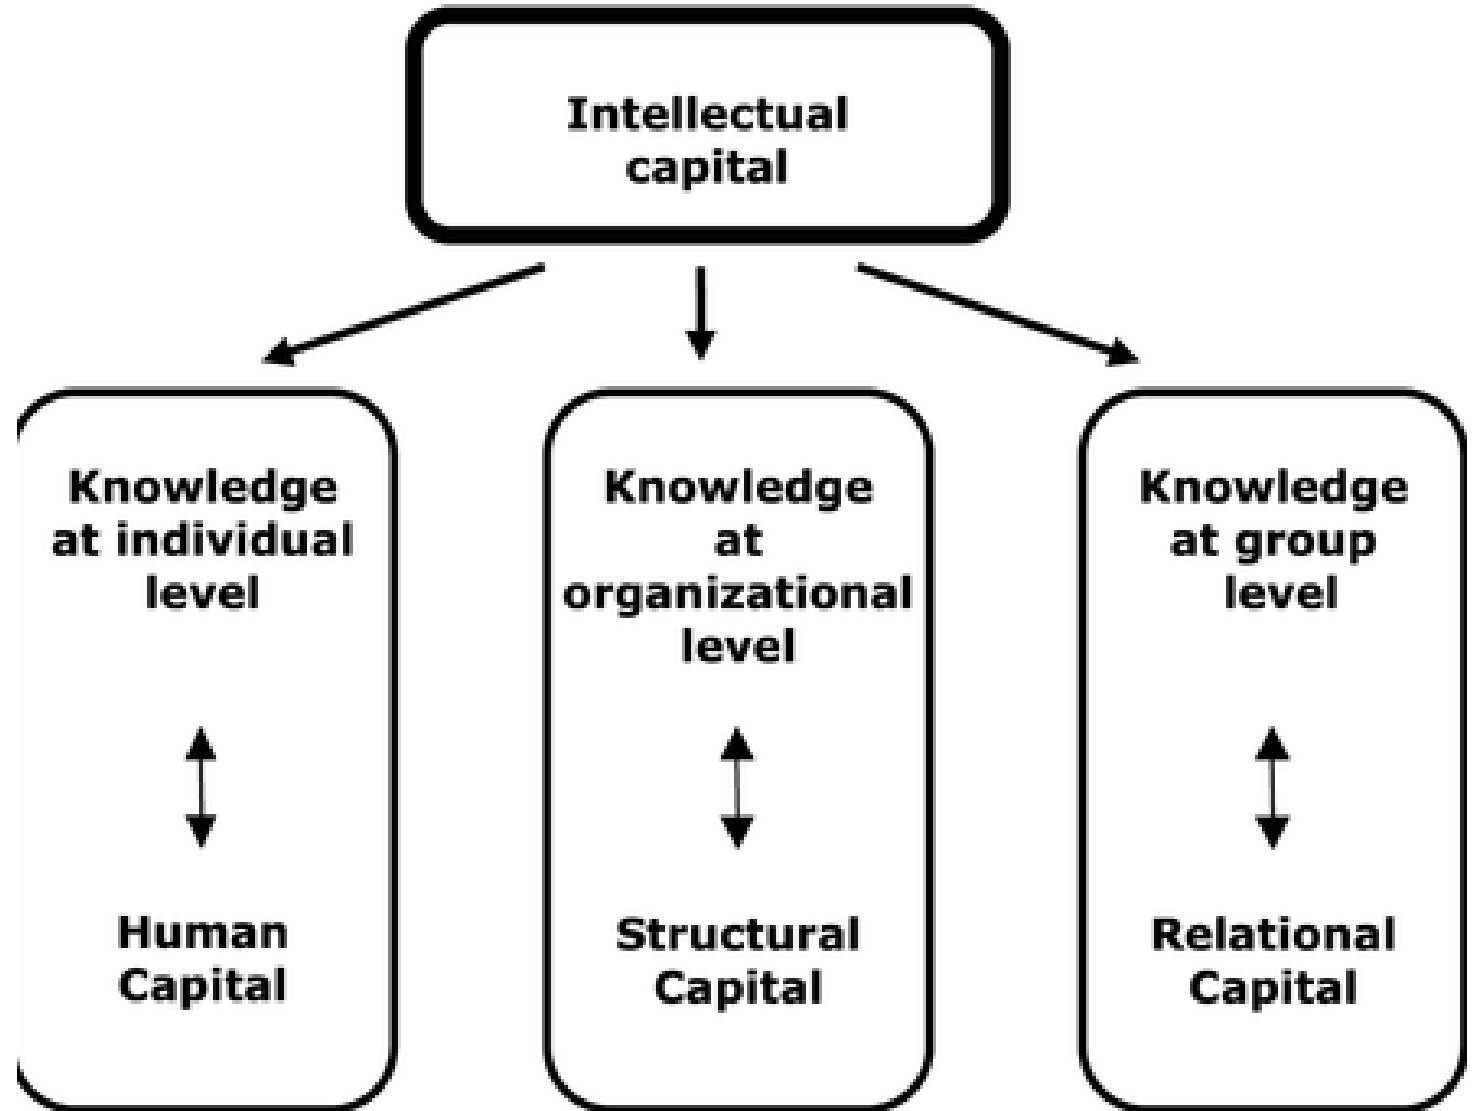 Intellectual
capital
Knowledge
at individual
level
Human
Capital
Knowledge
at
organizational
level
Structural
Capital
Knowledge
at group
level
Relational
Capital